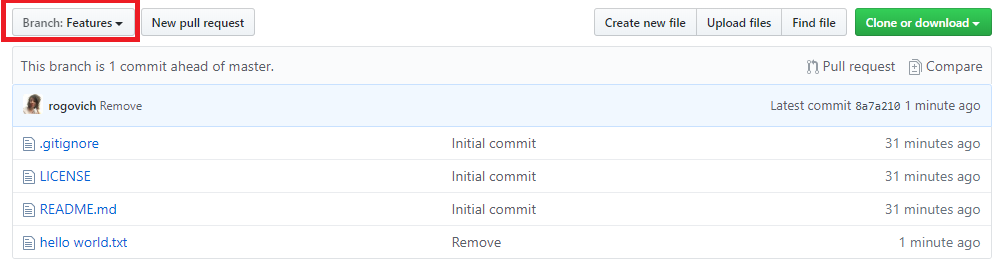 Branch: Features New pull request Create new file Upload files Find file Clone or download
This branch is 1 commit ahead of master. Pull request Compare
rogovich Remove Latest commit 8a7a210 1 minute ago
.gitignore Initial commit 31 minutes ago
LICENSE Initial commit 31 minutes ago
README.md Initial commit 31 minutes ago
hello world.txt Remove 1 minute ago